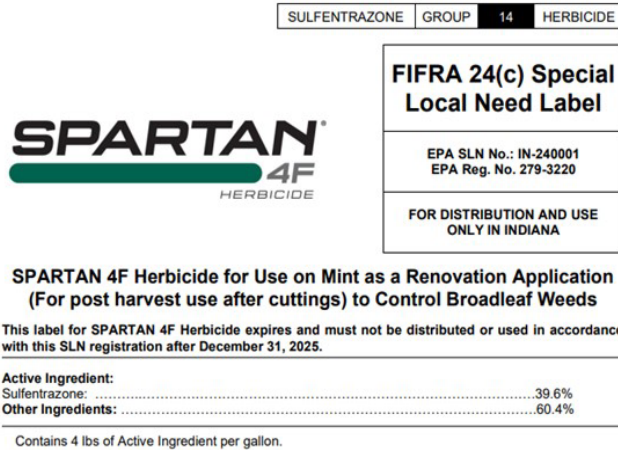 SULFENTRAZONE GROUP 14 HERBICIDE
FIFRA 24(c) Special
Local Need Label
SPARTAN®
4F
HERBICIDE
EPA SLN No.: IN-240001
EPA Reg. No. 279-3220
FOR DISTRIBUTION AND USE
ONLY IN INDIANA
SPARTAN 4F Herbicide for Use on Mint as a Renovation Application
(For post harvest use after cuttings) to Control Broadleaf Weeds
This label for SPARTAN 4F Herbicide expires and must not be distributed or used in accordance
with this SLN registration after December 31, 2025.
Active Ingredient:
Sulfentrazone: ................................................................39.6%
Other Ingredients: ................................................................60.4%
Contains 4 lbs of Active Ingredient per gallon.